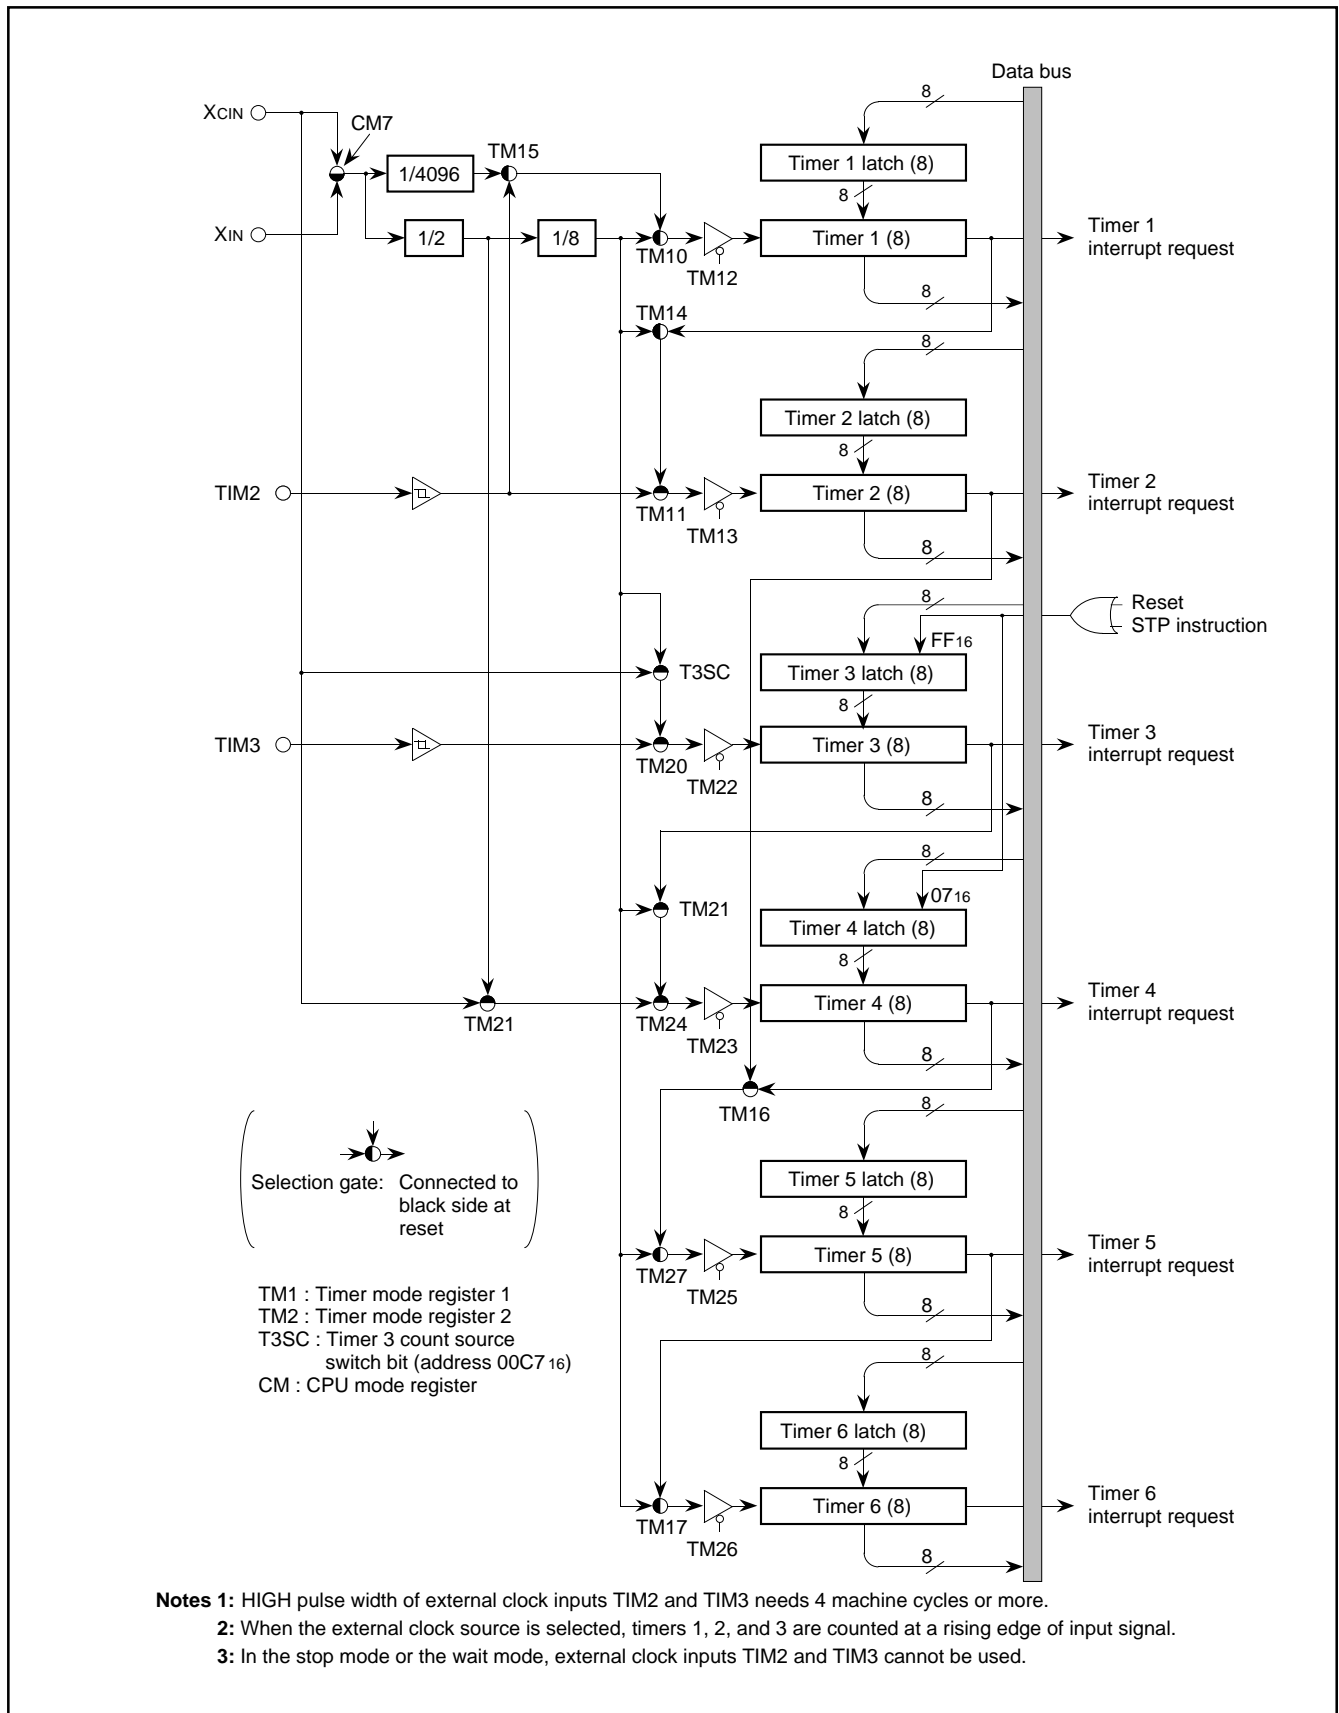 Data bus
8
XCIN
CM7
TM15
Timer 1 latch (8)
1/4096
8
XIN
1/2
1/8
Timer 1 (8)
Timer 1
interrupt request
TM10
TM12
8
TM14
8
Timer 2 latch (8)
8
TIM2
Timer 2 (8)
Timer 2
interrupt request
TM11
TM13
8
8
Reset
STP instruction
FF16
T3SC
Timer 3 latch (8)
8
TIM3
Timer 3 (8)
Timer 3
interrupt request
TM20
TM22
8
8
0716
TM21
Timer 4 latch (8)
8
Timer 4 (8)
Timer 4
interrupt request
TM21
TM24
TM23
8
TM16
8
Selection gate: Connected to
black side at
reset
Timer 5 latch (8)
8
Timer 5 (8)
Timer 5
interrupt request
TM27
TM25
8
TM1 : Timer mode register 1
TM2 : Timer mode register 2
T3SC : Timer 3 count source
switch bit (address 00C7 16)
CM : CPU mode register
8
Timer 6 latch (8)
8
Timer 6 (8)
Timer 6
interrupt request
TM17
TM26
8
Notes 1: HIGH pulse width of external clock inputs TIM2 and TIM3 needs 4 machine cycles or more.
2: When the external clock source is selected, timers 1, 2, and 3 are counted at a rising edge of input signal.
3: In the stop mode or the wait mode, external clock inputs TIM2 and TIM3 cannot be used.